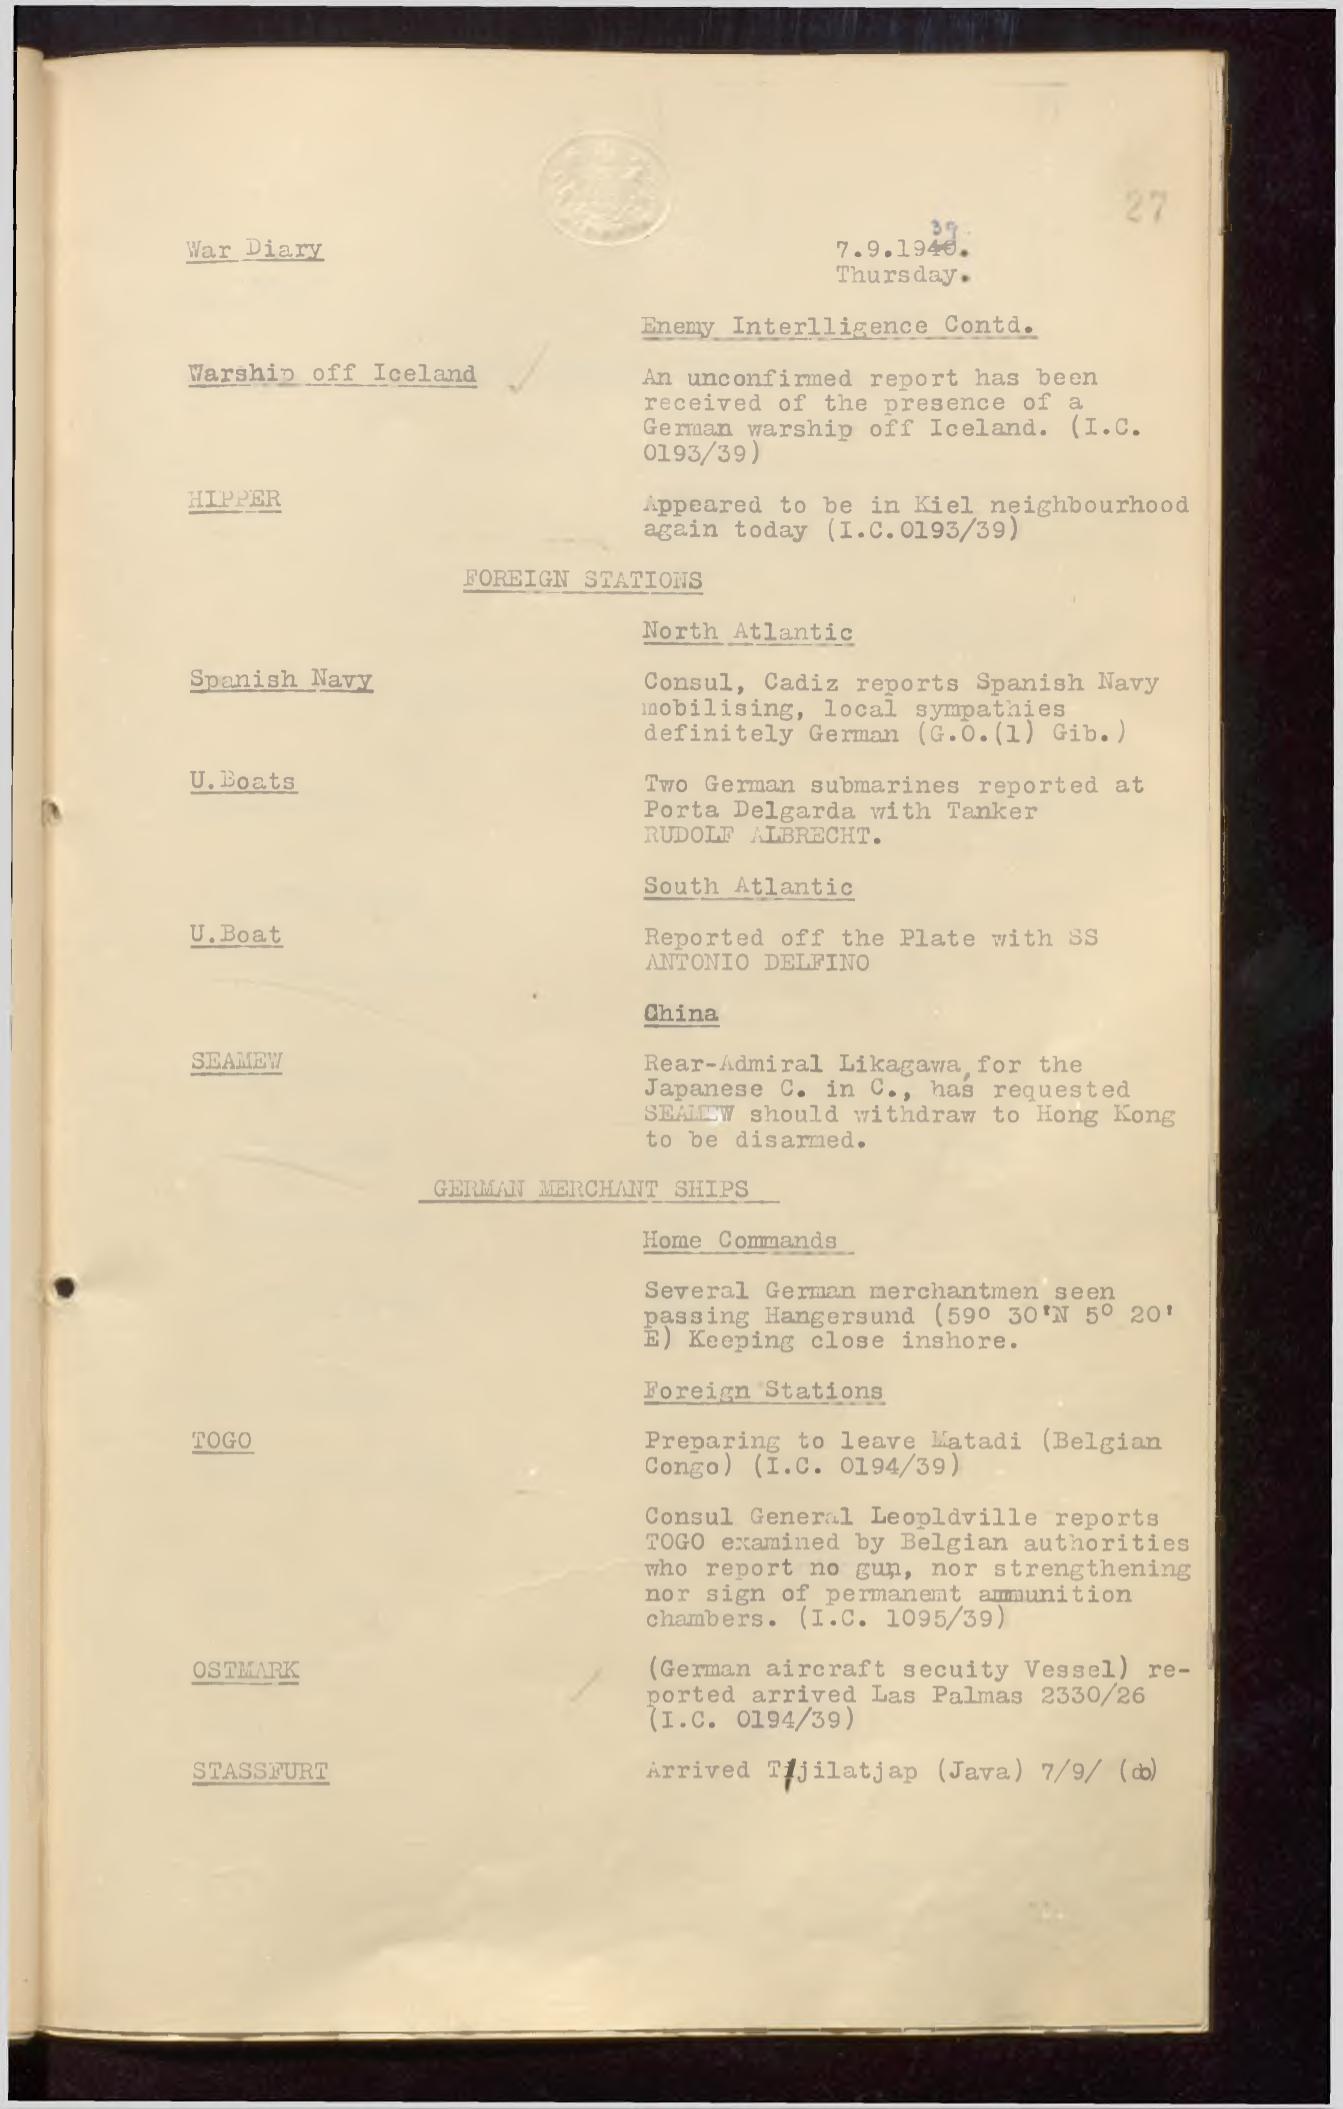 27
War Diary
7.9.1940. 39
Thursday.
Enemy Interlligence Contd.
Warship off Iceland
An unconfirmed report has been
received of the presence of a
German warship off Iceland. (I.C.
0193/39)
HIPPER
Appeared to be in Kiel neighbourhood
again today (I.C.0193/39)
FOREIGN STATIONS
North Atlantic
Spanish Navy
Consul, Cadiz reports Spanish Navy
mobilising, local sympathies
definitely German (G.O.(1) Gib.)
U.Boats
Two German submarines reported at
Porta Delgarda with Tanker
RUDOLF ALBRECHT.
South Atlantic
U.Boat
Reported off the Plate with SS
ANTONIO DELFINO
China
SEAMEW
Rear-Admiral Likagawa, for the
Japanese C. in C., has requested
SEAMEW should withdraw to Hong Kong
to be disarmed.
GERMAN MERCHANT SHIPS
Home Commands
Several German merchantmen seen
passing Hangersund (59º 30'N 5º 20'
E) Keeping close inshore.
Foreign Stations
TOGO
Preparing to leave Matadi (Belgian
Congo) (I.C. 0194/39)
Consul General Leopldville reports
TOGO examined by Belgian authorities
who report no gun, nor strengthening
nor sign of permanemt ammunition
chambers. (I.C. 1095/39)
OSTMARK
(German aircraft secuity Vessel) re-
ported arrived Las Palmas 2330/26
(I.C. 0194/39)
STASSFURT
Arrived Tjilatjap (Java) 7/9/ (do)